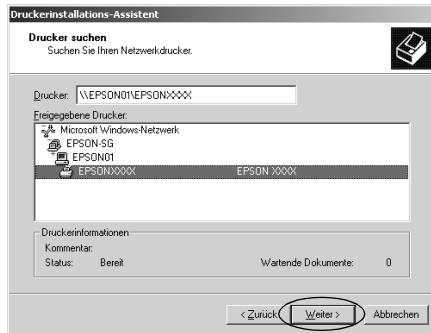 Druckerinstallations-Assistent
Drucker suchen
Suchen Sie Ihren Netzwerkdrucker.
Drucker: \\EPSON01\EPSONXXXX
Freigegebene Drucker:
Microsoft Windows-Netzwerk
EPSON-SG
EPSON01
EPSONXXXX EPSON XXXX
Druckerinformationen
Kommentar:
Status: Bereit Wartende Dokumente: 0
< Zurück Weiter > Abbrechen